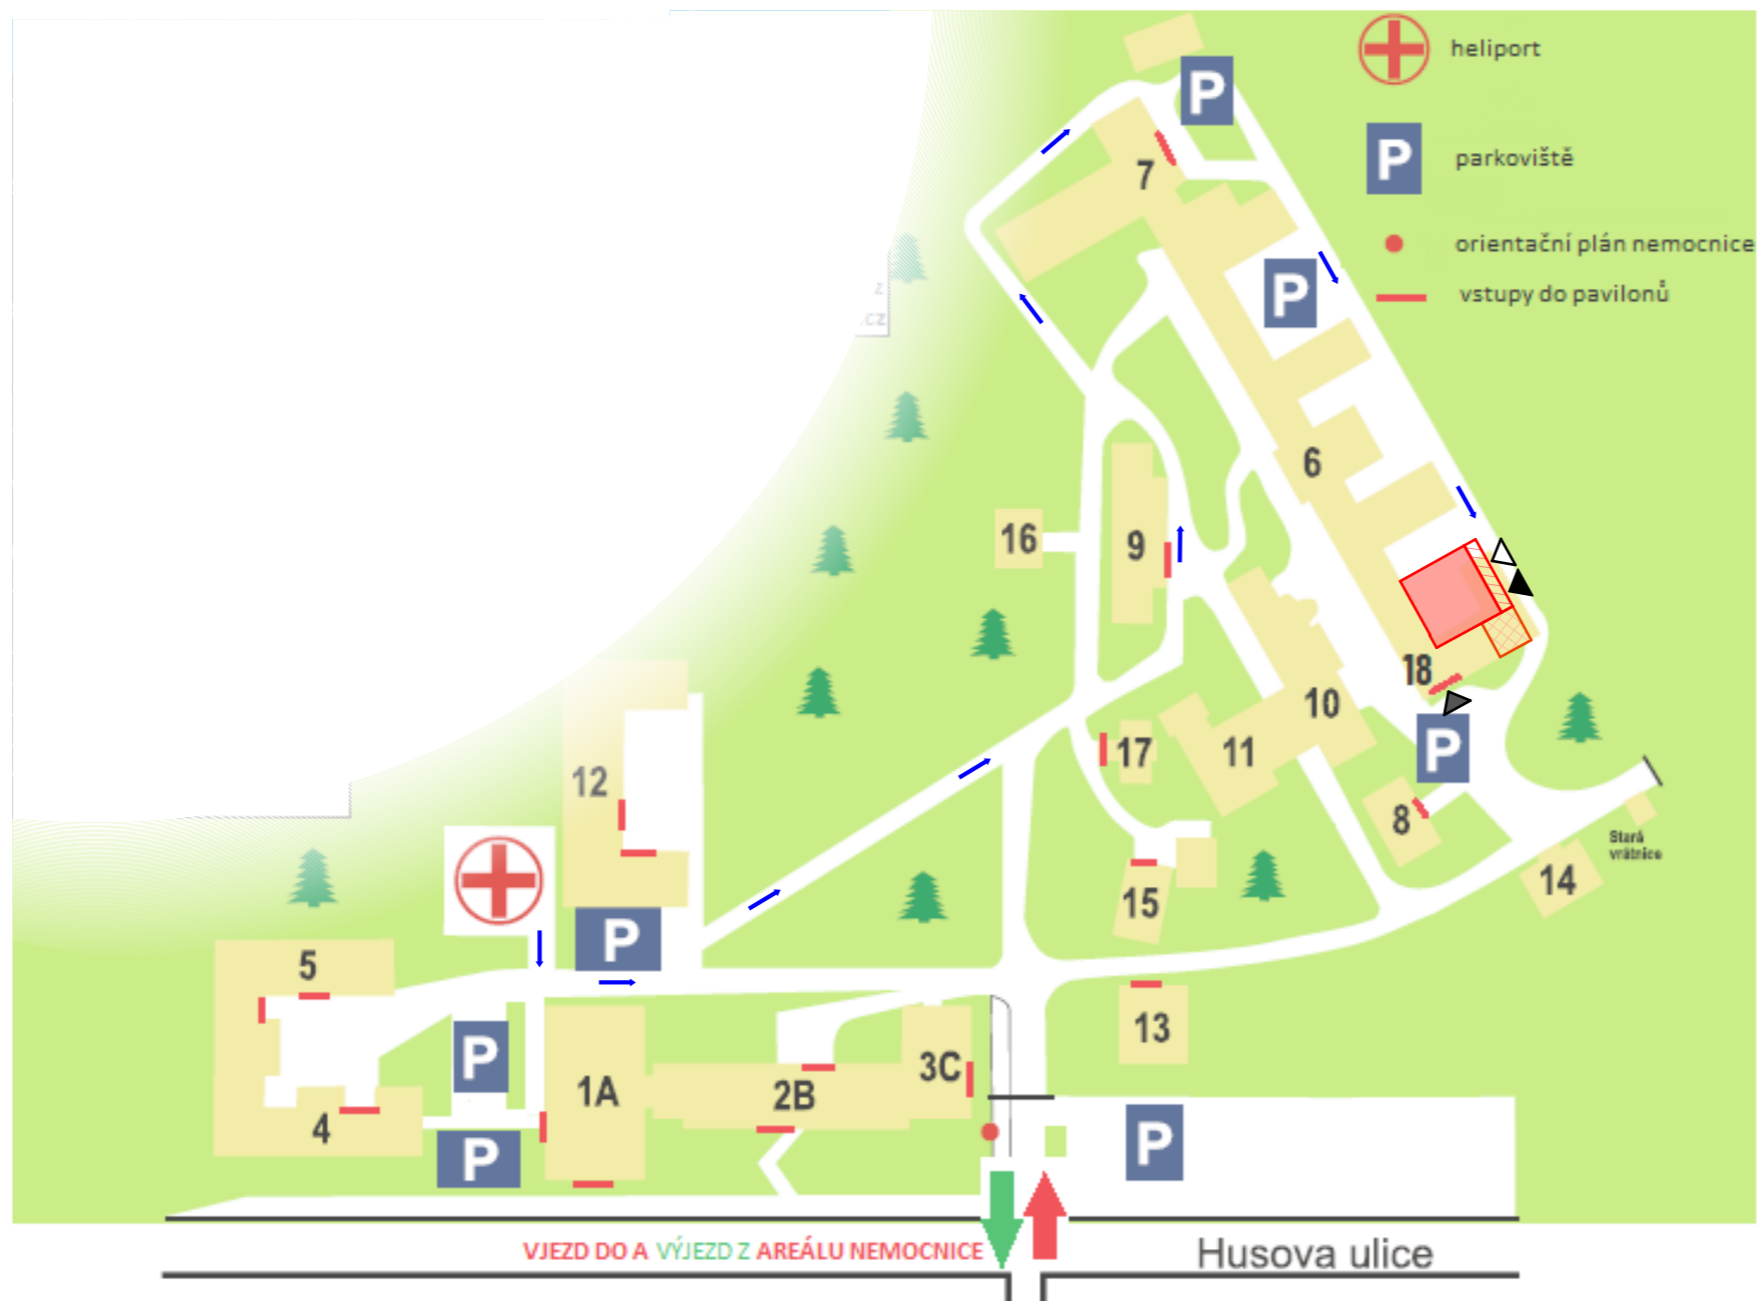 heliport
P
P
parkoviště
7
orientační plán nemocnice
P
vstupy do pavilonů
.cz
6
16
9
18
10
17
11
P
12
8
Stará
vrátnice
14
15
P
5
13
P
3C
1A
2B
4
P
P
VJEZD DO A VÝJEZD Z AREÁLU NEMOCNICE
Husova ulice